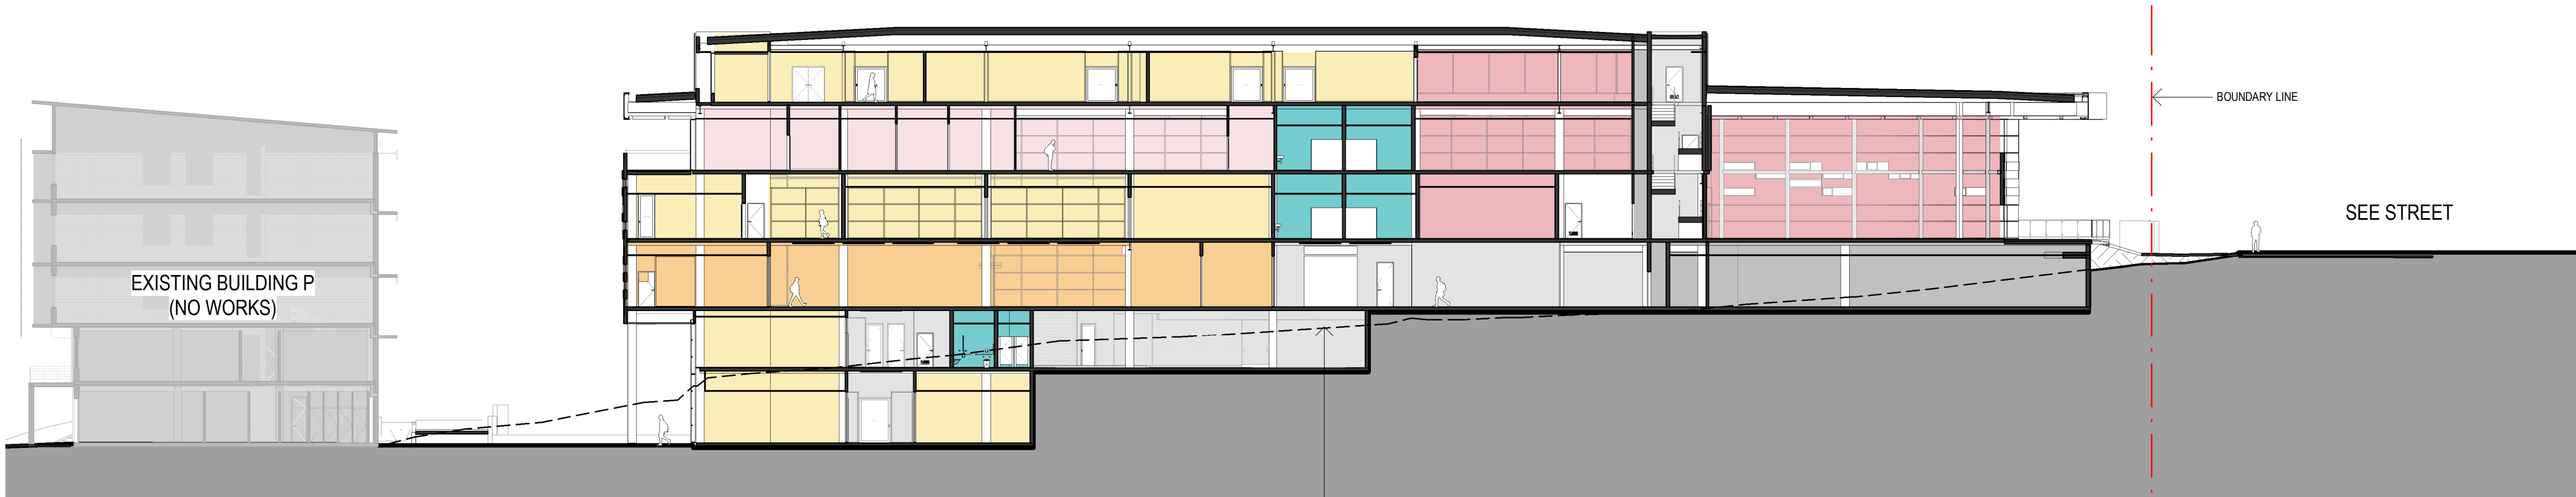 BOUNDARY LINE
SEE STREET
EXISTING BUILDING P
(NO WORKS)